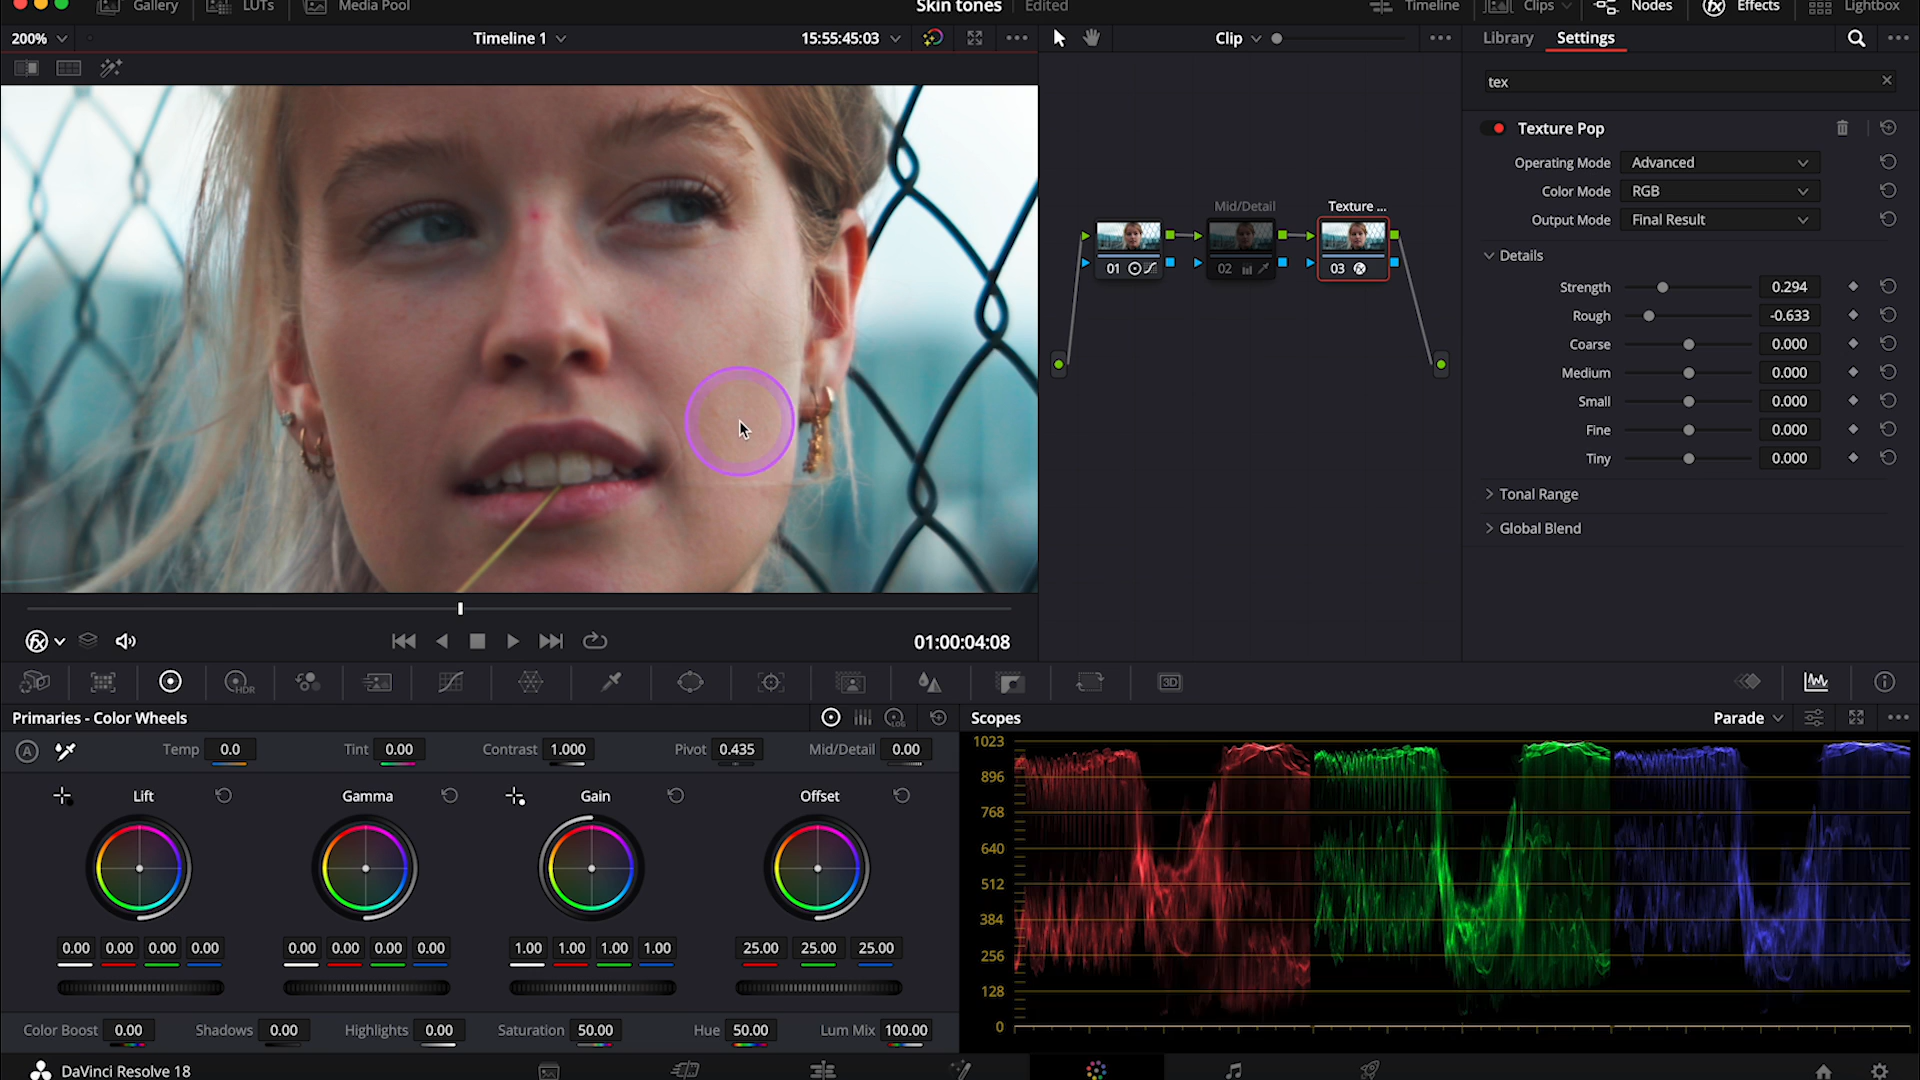 Gallery LUTs Media Pool Skin tones Edited Timeline Clips Nodes Effects Lightbox
200% Timeline 1 15:55:45:03 Clip Library Settings
tex
Texture Pop
Operating Mode Advanced
Color Mode RGB
Output Mode Final Result
Mid/Detail Texture ...
Details
01 02 03
Strength 0.294
Rough -0.633
Coarse 0.000
Medium 0.000
Small 0.000
Fine 0.000
Tiny 0.000
Tonal Range
Global Blend
01:00:04:08
HDR 3D
Primaries - Color Wheels LOG Scopes Parade
A Temp 0.0 Tint 0.00 Contrast 1.000 Pivot 0.435 Mid/Detail 0.00
Lift Gamma Gain Offset
0.00 0.00 0.00 0.00 0.00 0.00 0.00 0.00 1.00 1.00 1.00 1.00 25.00 25.00 25.00
Color Boost 0.00 Shadows 0.00 Highlights 0.00 Saturation 50.00 Hue 50.00 Lum Mix 100.00
1023
896
768
640
512
384
256
128
0
DaVinci Resolve 18